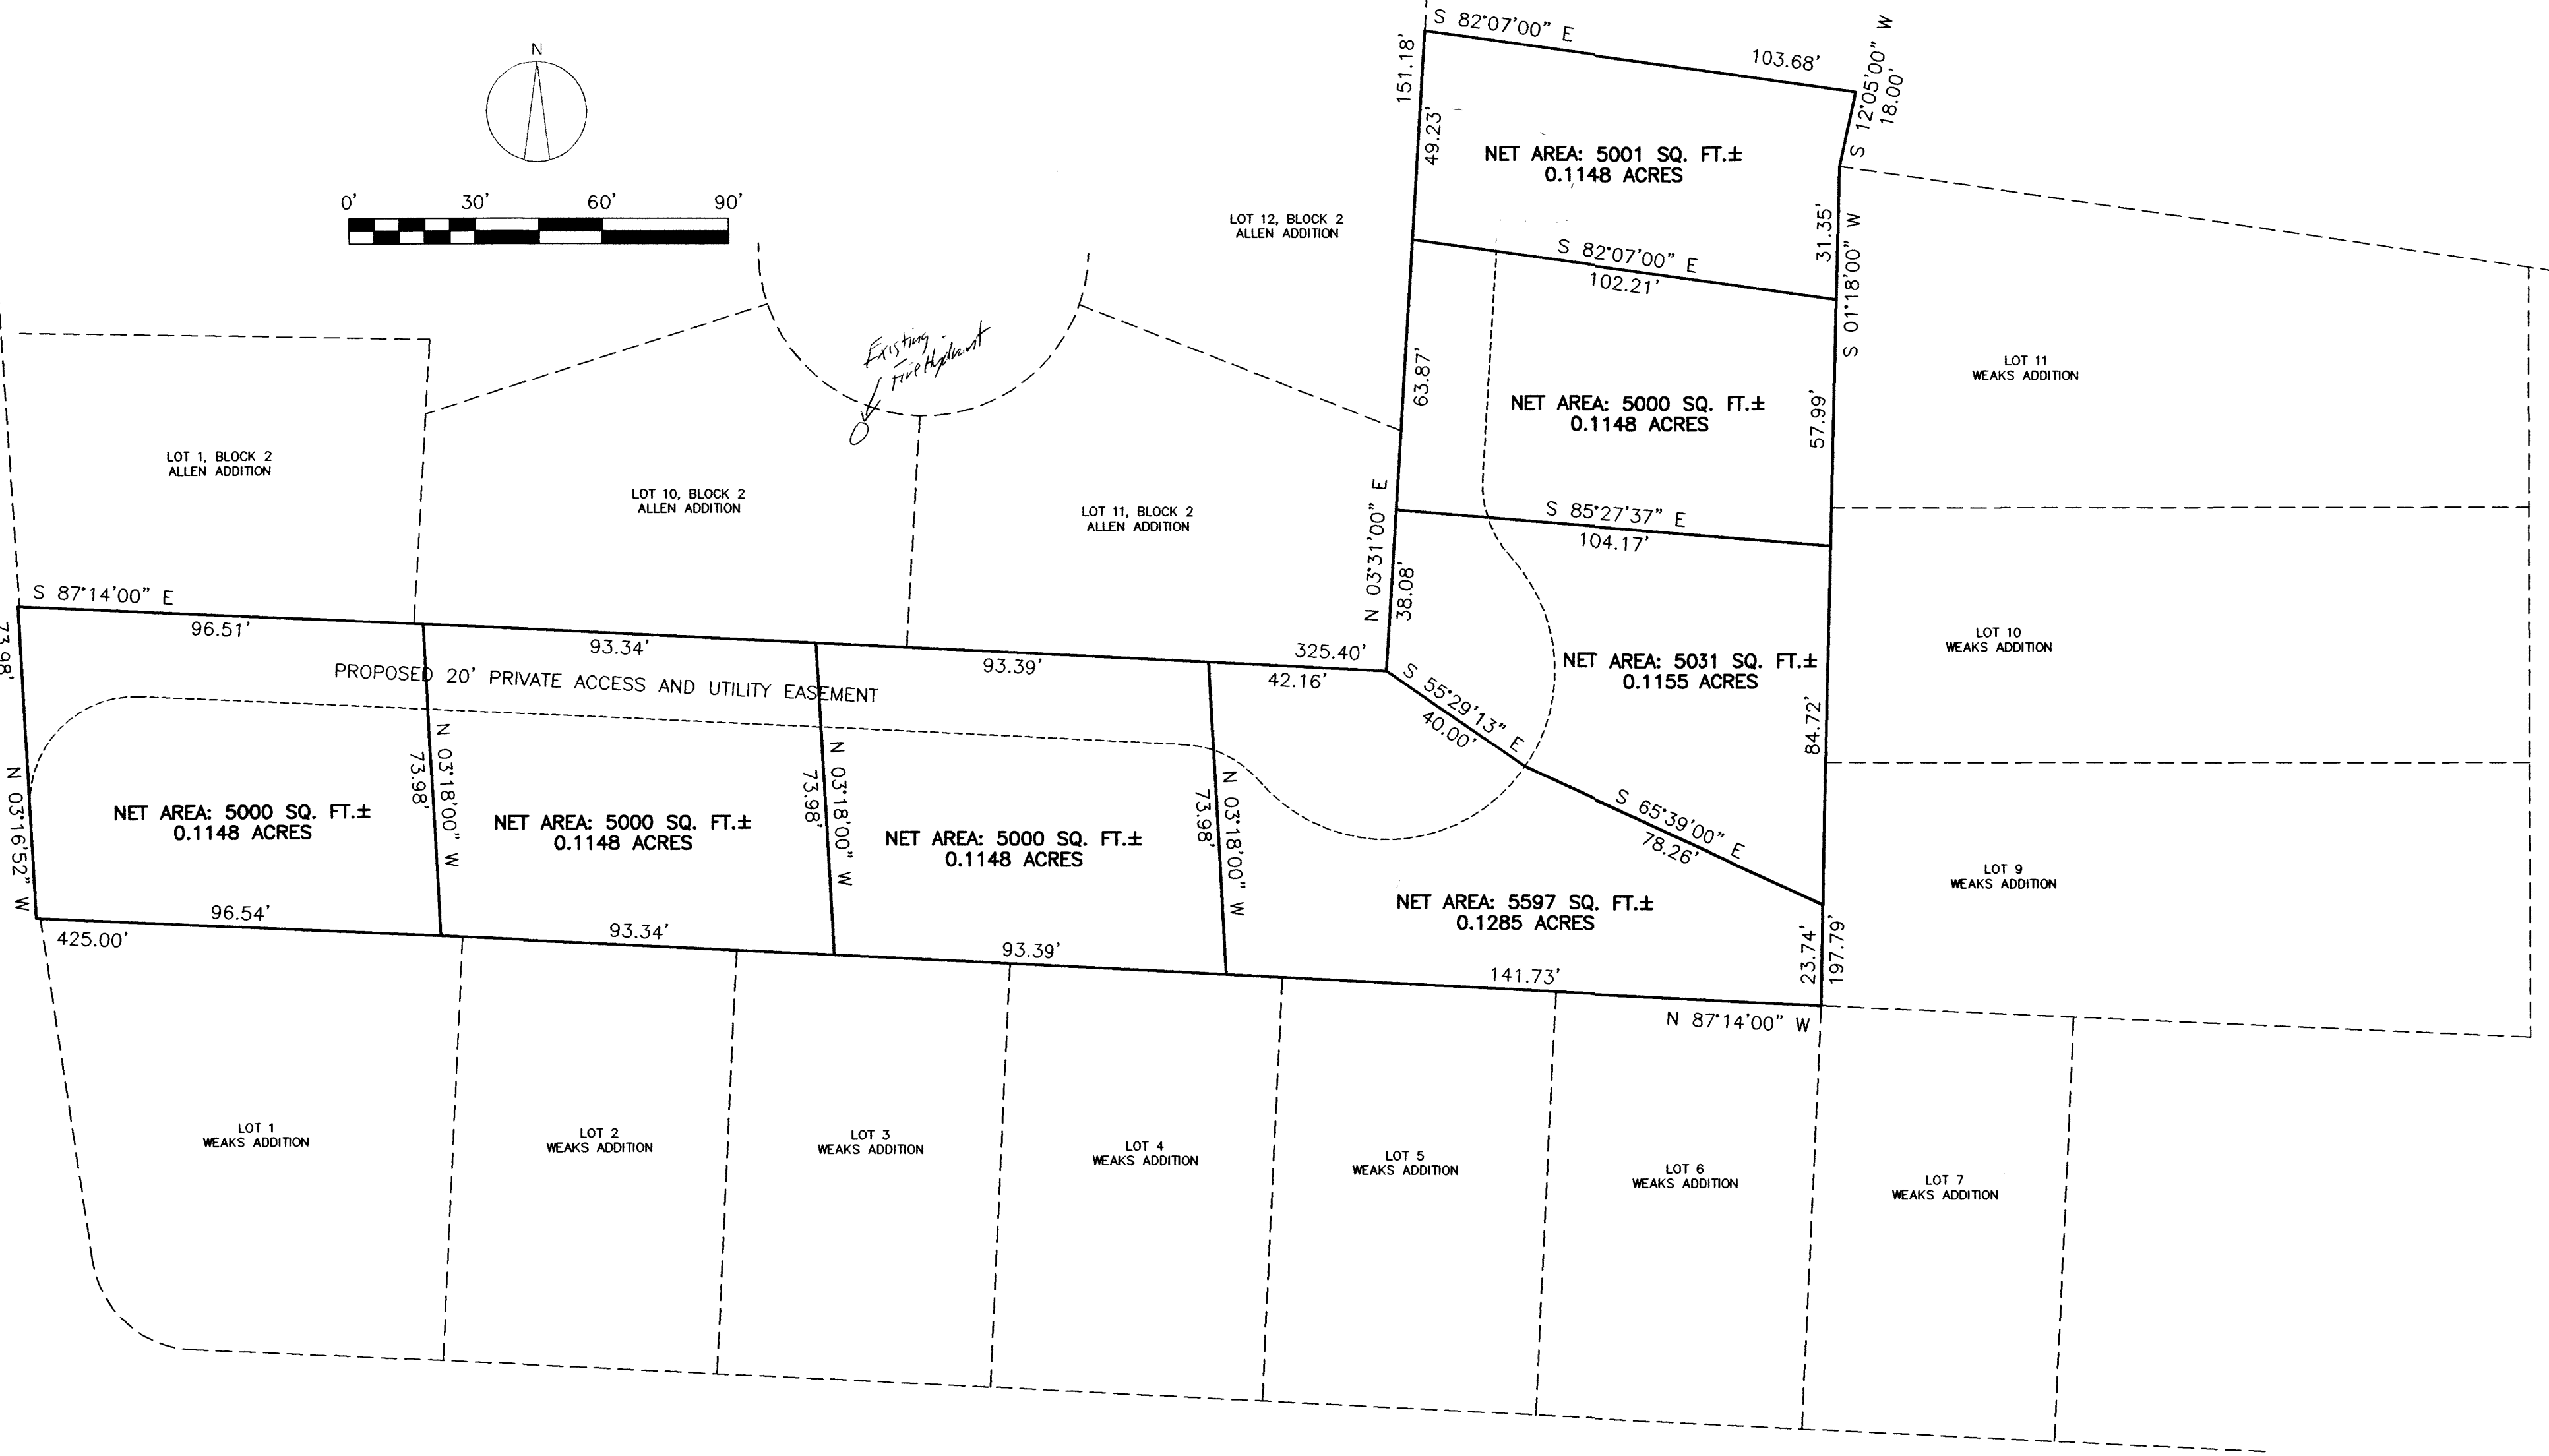 S 82°07'00" E
103.68'
S 12°05'00" W
18.00'
151.18'
49.23'
N
0' 30' 60' 90'
NET AREA: 5001 SQ. FT.±
0.1148 ACRES
LOT 12, BLOCK 2
ALLEN ADDITION
31.35'
S 01°18'00" W
S 82°07'00" E
102.21'
Existing
Fire Hydrant
63.87'
LOT 11
WEAKS ADDITION
NET AREA: 5000 SQ. FT.±
0.1148 ACRES
57.99'
LOT 1, BLOCK 2
ALLEN ADDITION
LOT 10, BLOCK 2
ALLEN ADDITION
LOT 11, BLOCK 2
ALLEN ADDITION
N 03°31'00" E
38.08'
S 85°27'37" E
104.17'
S 87°14'00" E
96.51'
93.34'
93.39'
325.40'
42.16'
73.98'
PROPOSED 20' PRIVATE ACCESS AND UTILITY EASEMENT
LOT 10
WEAKS ADDITION
NET AREA: 5031 SQ. FT.±
0.1155 ACRES
S 55°29'13" E
40.00'
84.72'
N 03°16'52" W
73.98'
N 03°18'00" W
73.98'
N 03°18'00" W
73.98'
N 03°18'00" W
S 65°39'00" E
78.26'
NET AREA: 5000 SQ. FT.±
0.1148 ACRES
NET AREA: 5000 SQ. FT.±
0.1148 ACRES
NET AREA: 5000 SQ. FT.±
0.1148 ACRES
NET AREA: 5597 SQ. FT.±
0.1285 ACRES
LOT 9
WEAKS ADDITION
96.54'
425.00'
93.34'
93.39'
141.73'
23.74'
197.79'
N 87°14'00" W
LOT 1
WEAKS ADDITION
LOT 2
WEAKS ADDITION
LOT 3
WEAKS ADDITION
LOT 4
WEAKS ADDITION
LOT 5
WEAKS ADDITION
LOT 6
WEAKS ADDITION
LOT 7
WEAKS ADDITION